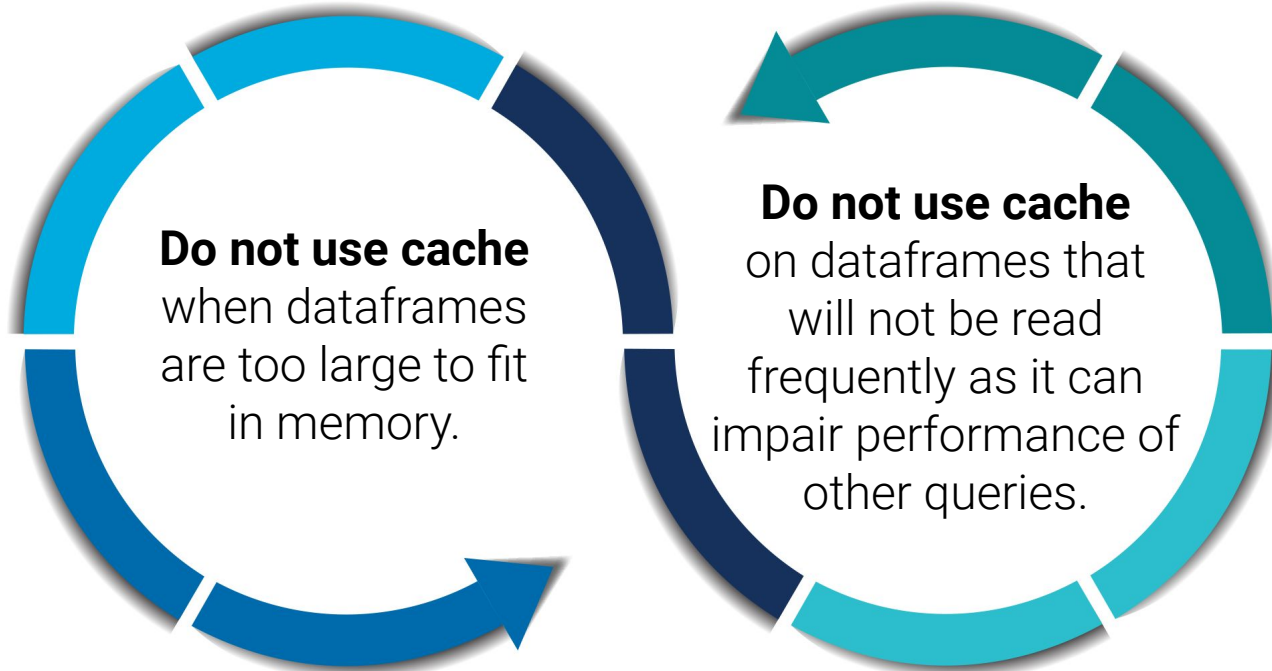 Do not use cache
when dataframes
are too large to fit
in memory.
Do not use cache
on dataframes that
will not be read
frequently as it can
impair performance of
other queries.